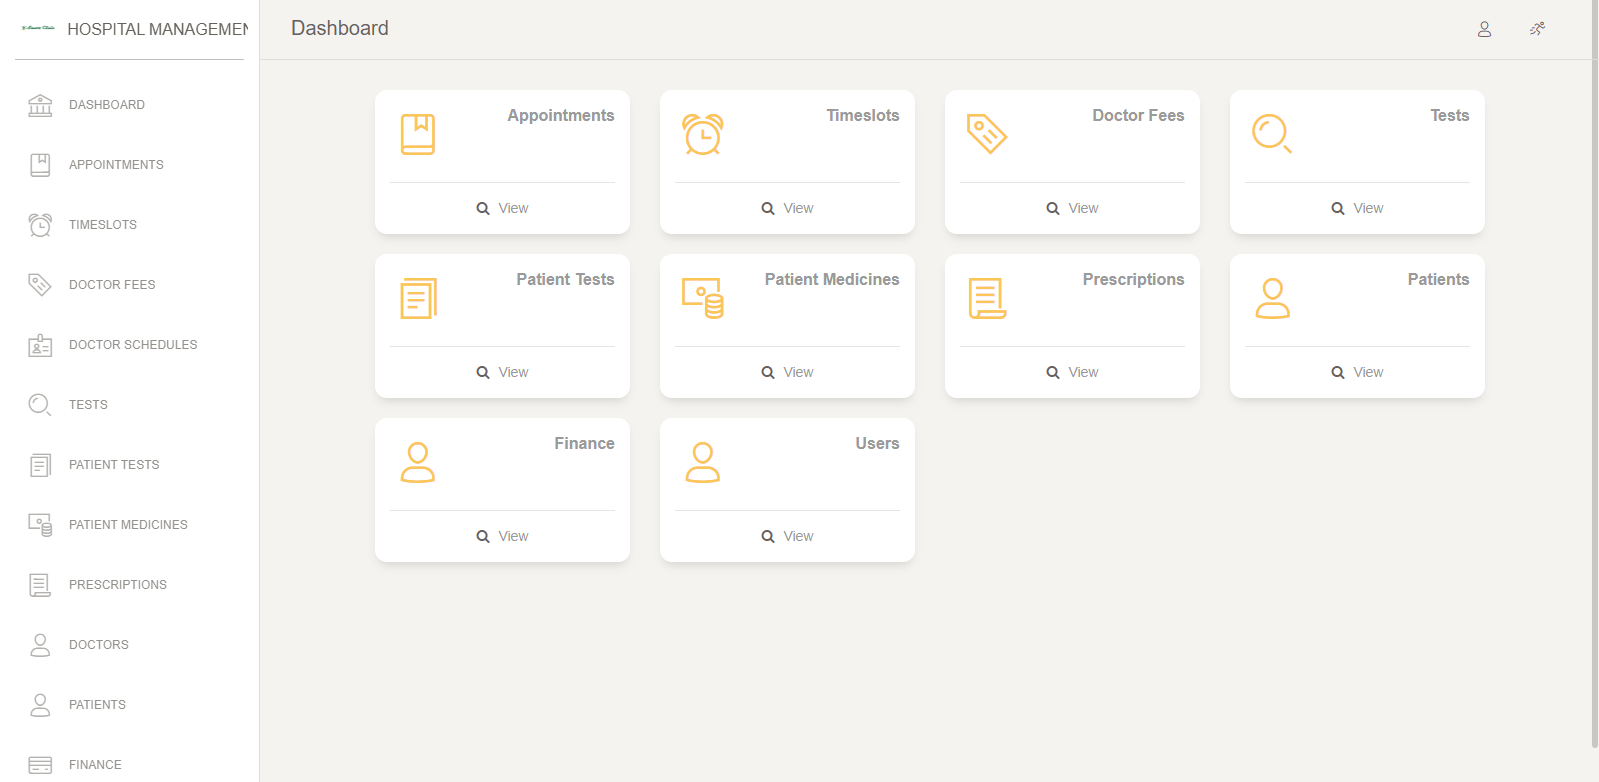 HOSPITAL MANAGEMEN
DASHBOARD
APPOINTMENTS
TIMESLOTS
DOCTOR FEES
DOCTOR SCHEDULES
TESTS
PATIENT TESTS
PATIENT MEDICINES
PRESCRIPTIONS
DOCTORS
PATIENTS
FINANCE
Dashboard
Appointments
View
Timeslots
View
Doctor Fees
View
Tests
View
Patient Tests
View
Patient Medicines
View
Prescriptions
View
Patients
View
Finance
View
Users
View